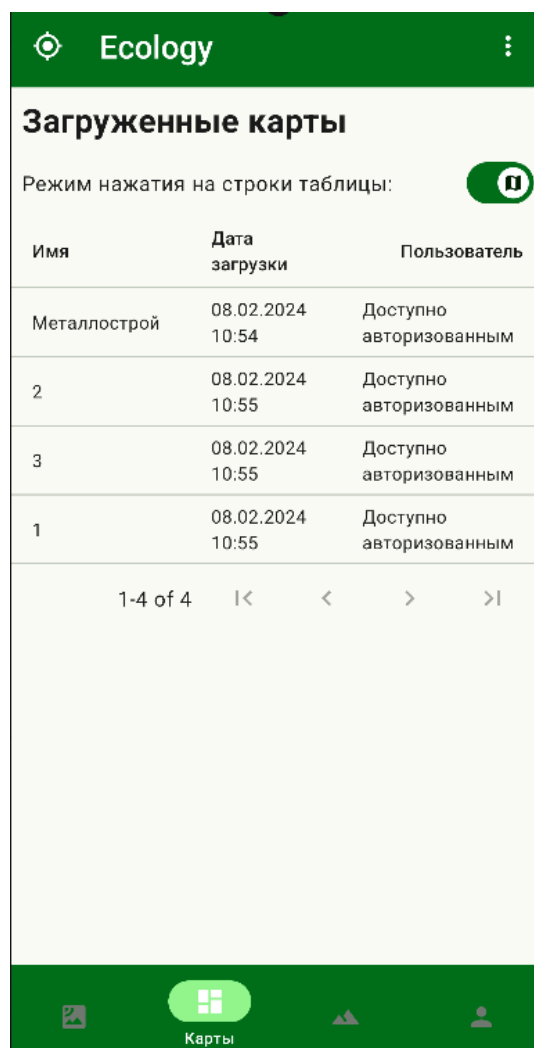 Ecology
Загруженные карты
Режим нажатия на строки таблицы:
Имя
Дата
загрузки
Пользователь
Металлострой
08.02.2024
10:54
Доступно
авторизованным
2
08.02.2024
10:55
Доступно
авторизованным
3
08.02.2024
10:55
Доступно
авторизованным
1
08.02.2024
10:55
Доступно
авторизованным
1-4 of 4
Карты